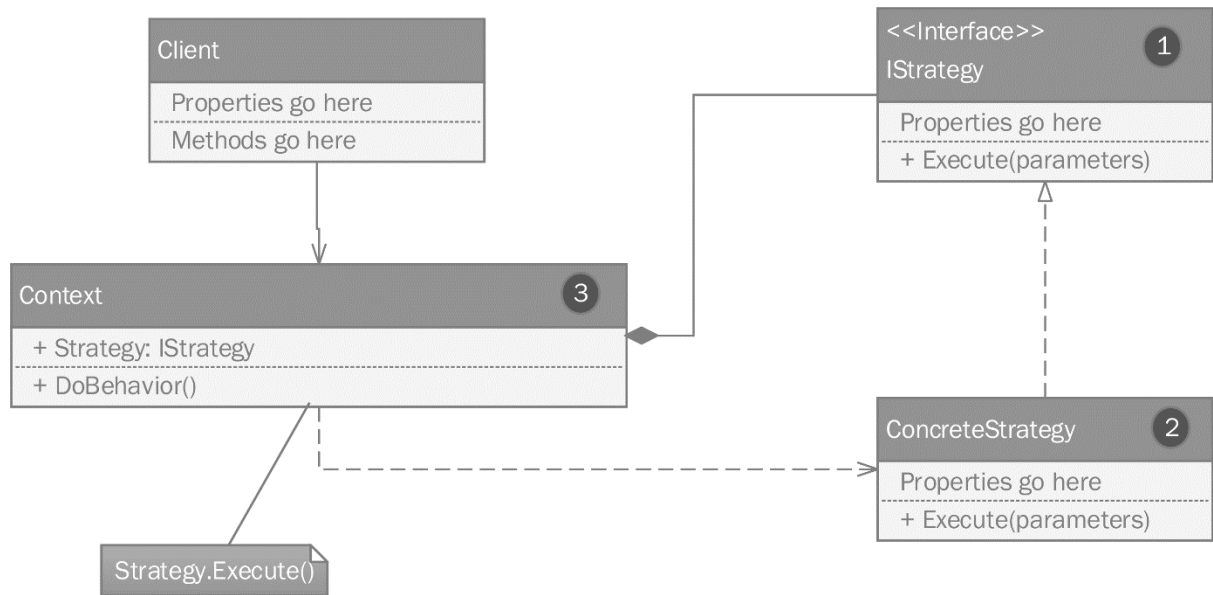 Client
Properties go here
Methods go here
<<Interface>>
1
IStrategy
Properties go here
+ Execute(parameters)
Context
3
+ Strategy: IStrategy
+ DoBehavior()
ConcreteStrategy
2
Properties go here
+ Execute(parameters)
Strategy.Execute()